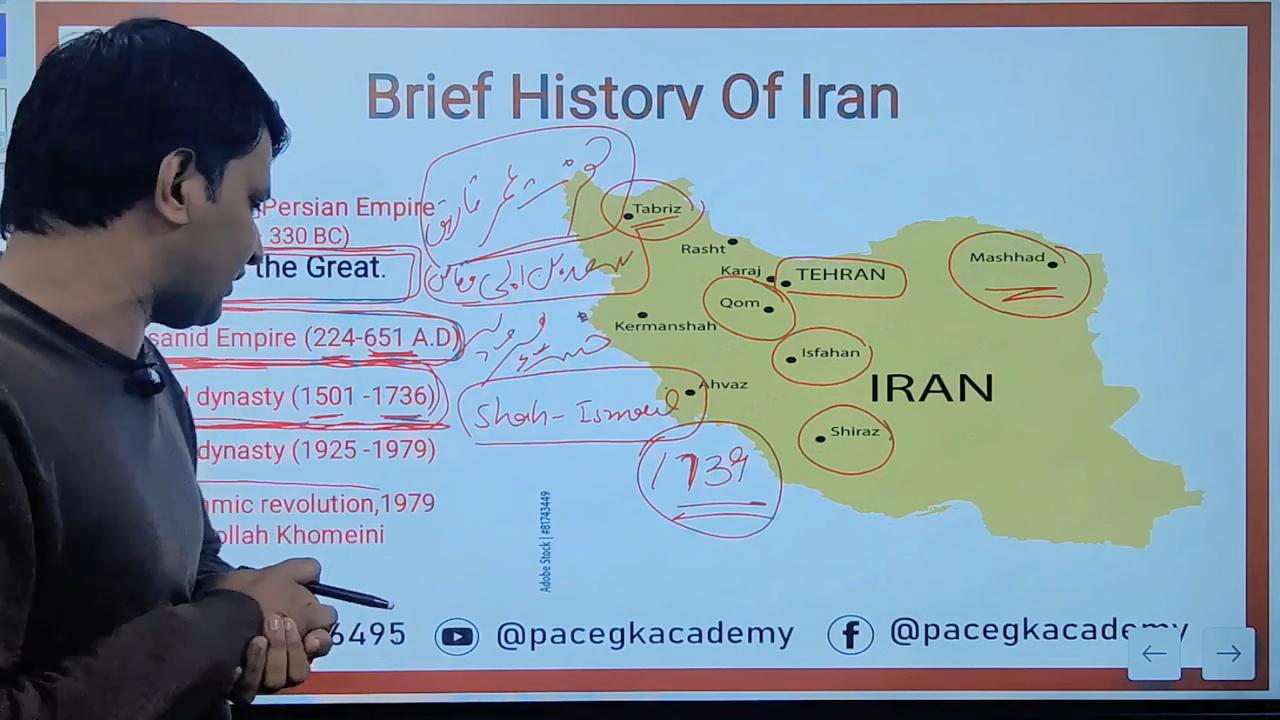 Brief History Of Iran
Persian Empire
330 BC)
the Great.
sanid Empire (224-651 A.D)
dynasty (1501 -1736)
Shah-Ismail
dynasty (1925 -1979)
amic revolution,1979
ollah Khomeini
1739
Tabriz
Rasht
Karaj
TEHRAN
Mashhad
Qom
Kermanshah
Isfahan
IRAN
Ahvaz
Shiraz
Adobe Stock | #81743449
6495
@pacegkacademy
@pacegkacademy